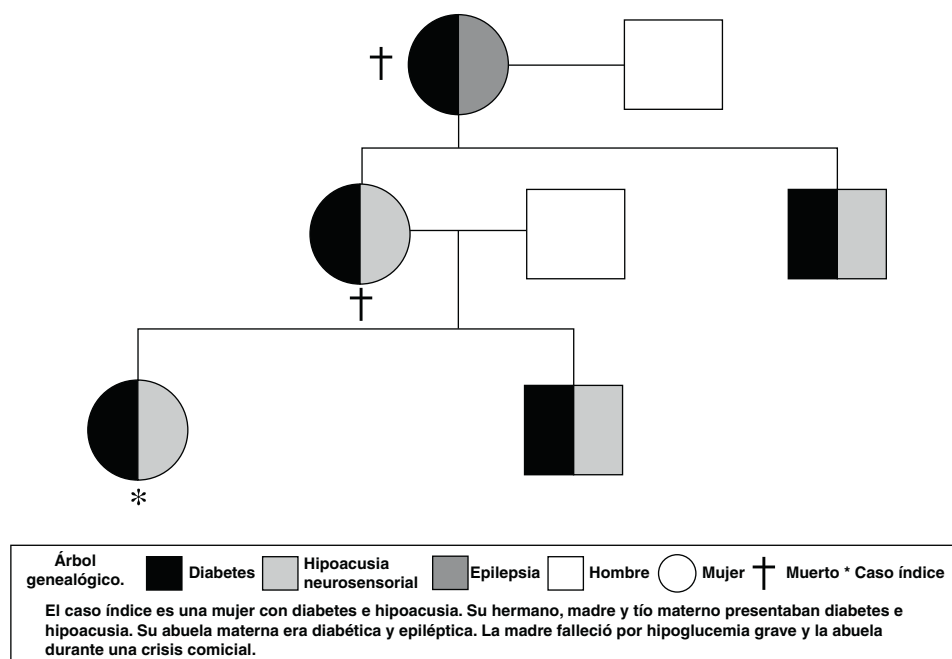 Árbol genealógico. Diabetes Hipoacusia neurosensorial Epilepsia Hombre Mujer † Muerto * Caso índice
El caso índice es una mujer con diabetes e hipoacusia. Su hermano, madre y tío materno presentaban diabetes e
hipoacusia. Su abuela materna era diabética y epiléptica. La madre falleció por hipoglucemia grave y la abuela
durante una crisis comicial.